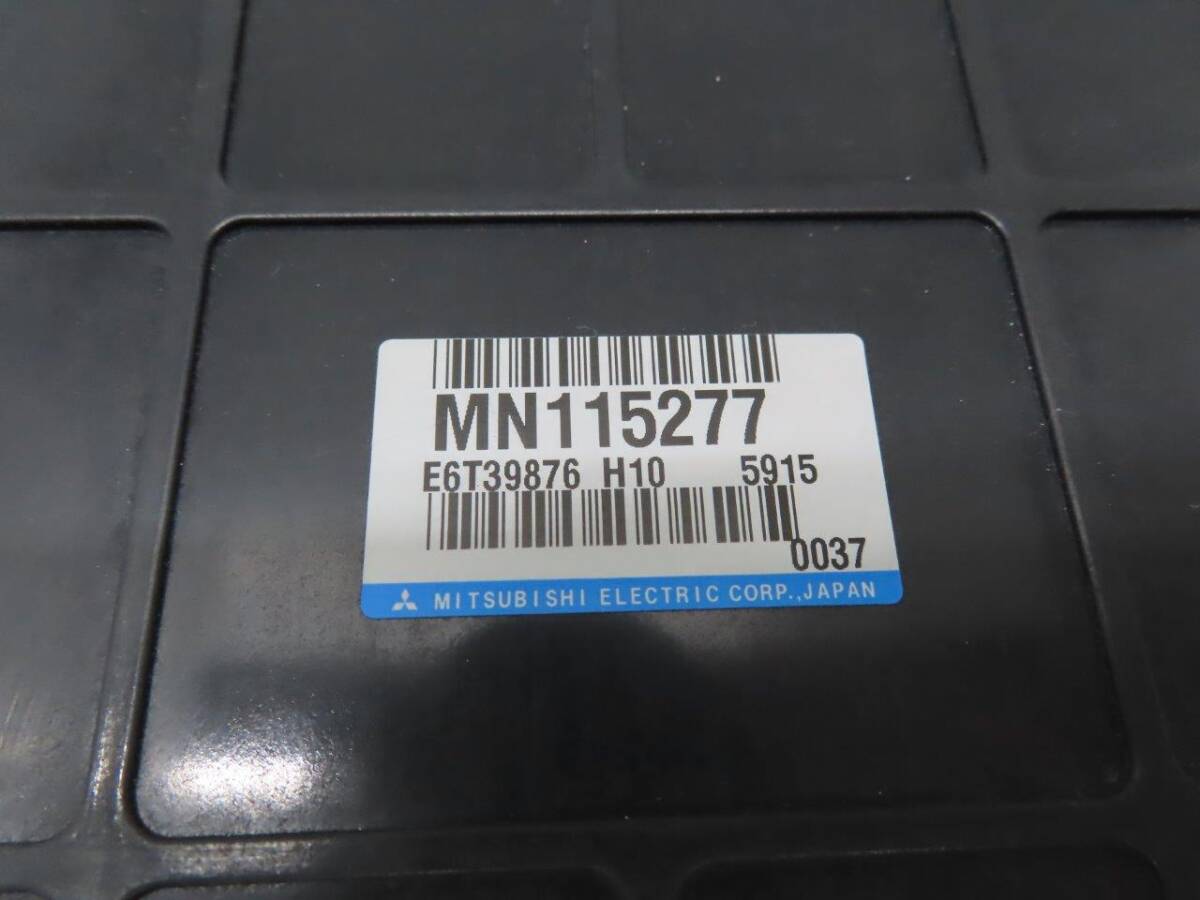 MN115277
E6T39876 H10 5915
0037
MITSUBISHI ELECTRIC CORP.,JAPAN